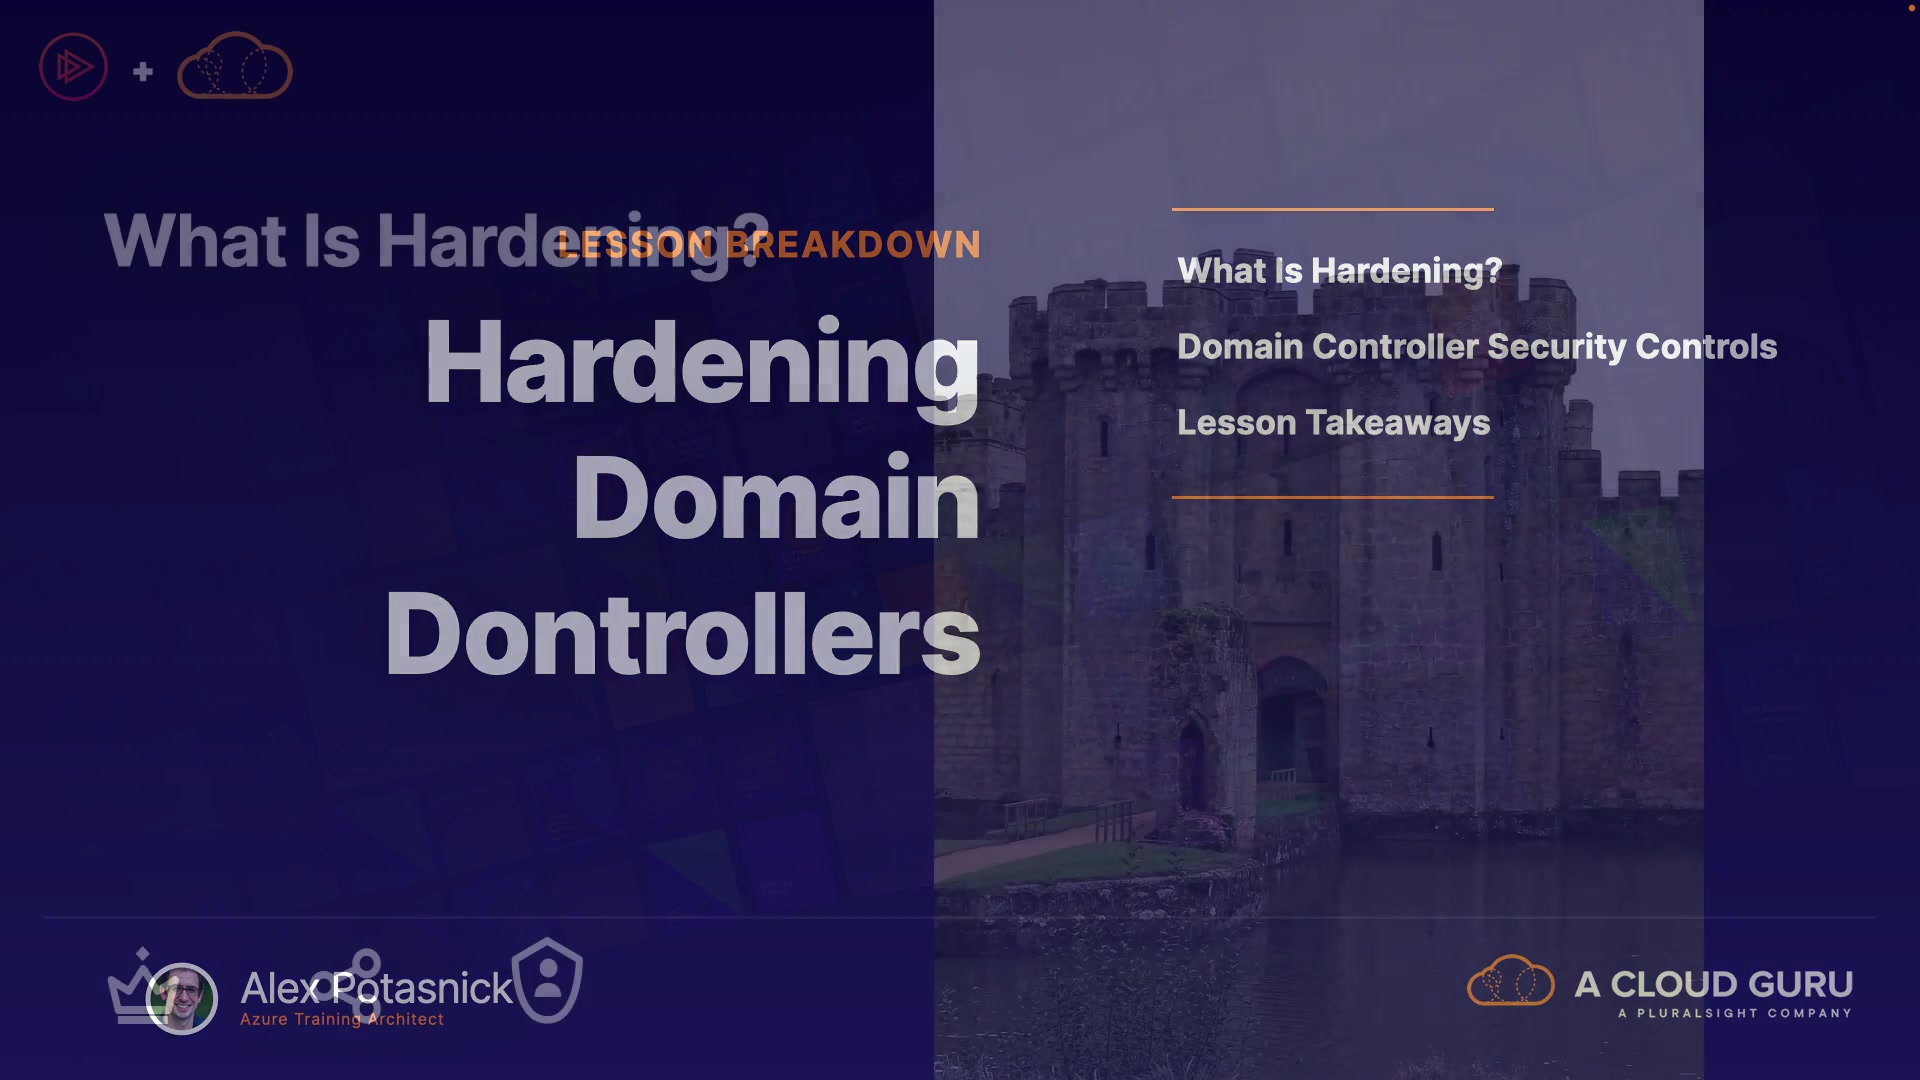 What Is Hardening?
LESSON BREAKDOWN
Hardening
Domain
Dontrollers
What Is Hardening?
Domain Controller Security Controls
Lesson Takeaways
Alex Potasnick
Azure Training Architect
A CLOUD GURU
A PLURALSIGHT COMPANY